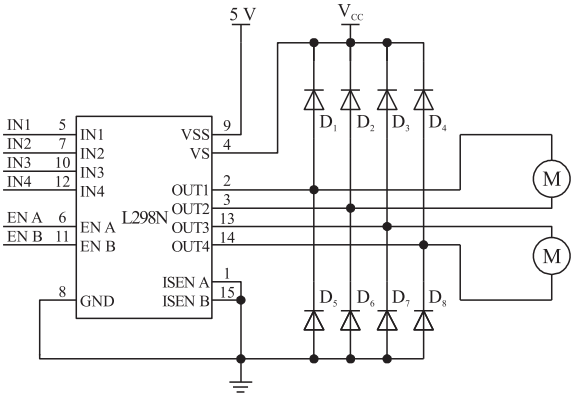 5 V
V_CC
D1 D2 D3 D4
IN1 5 IN1
IN2 7 IN2
IN3 10 IN3
IN4 12 IN4
EN A 6 EN A
EN B 11 EN B
8 GND
L298N
VSS 9
VS 4
OUT1 2
OUT2 3
OUT3 13
OUT4 14
ISEN A 1
ISEN B 15
M
M
D5 D6 D7 D8